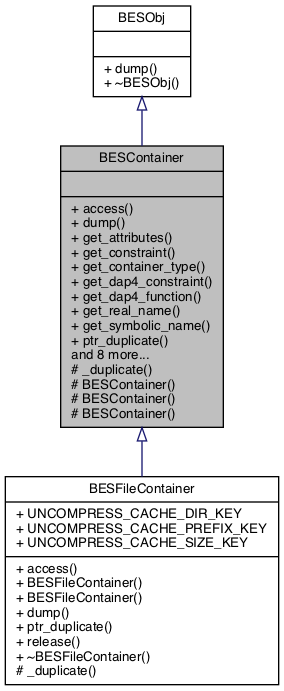 BESObj
+ dump()
+ ~BESObj()
BESContainer
+ access()
+ dump()
+ get_attributes()
+ get_constraint()
+ get_container_type()
+ get_dap4_constraint()
+ get_dap4_function()
+ get_real_name()
+ get_symbolic_name()
+ ptr_duplicate()
and 8 more...
# _duplicate()
# BESContainer()
# BESContainer()
# BESContainer()
BESFileContainer
+ UNCOMPRESS_CACHE_DIR_KEY
+ UNCOMPRESS_CACHE_PREFIX_KEY
+ UNCOMPRESS_CACHE_SIZE_KEY
+ access()
+ BESFileContainer()
+ BESFileContainer()
+ dump()
+ ptr_duplicate()
+ release()
+ ~BESFileContainer()
# _duplicate()